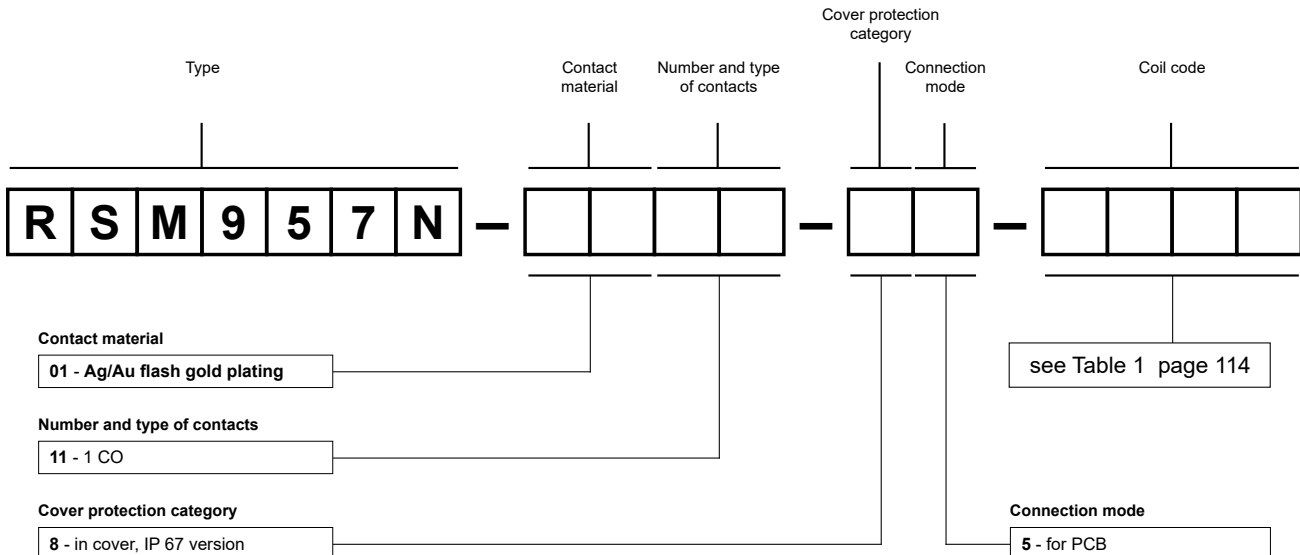 Cover protection
category
Type
Contact
material
Number and type
of contacts
Connection
mode
Coil code
R S M 9 5 7 N – – –
Contact material
01 - Ag/Au flash gold plating
see Table 1 page 114
Number and type of contacts
11 - 1 CO
Cover protection category
8 - in cover, IP 67 version
Connection mode
5 - for PCB